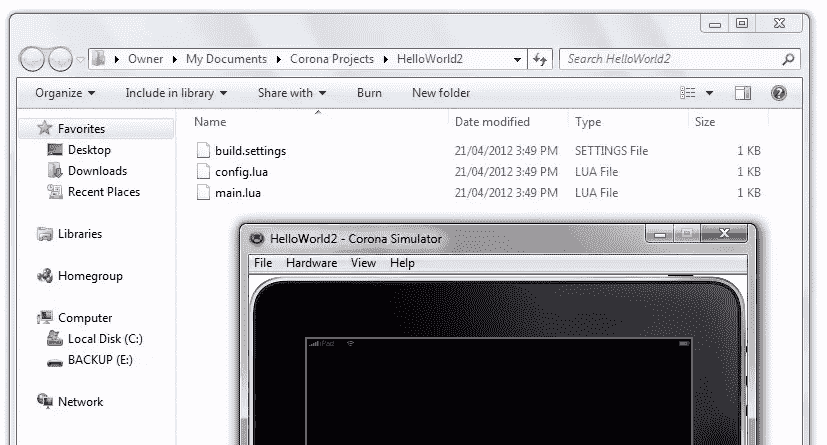 Owner ▸ My Documents ▸ Corona Projects ▸ HelloWorld2
Search HelloWorld2
Organize Include in library Share with Burn New folder
Name Date modified Type Size
Favorites
Desktop
Downloads
Recent Places
Libraries
Homegroup
Computer
Local Disk (C:)
BACKUP (E:)
Network
build.settings 21/04/2012 3:49 PM SETTINGS File 1 KB
config.lua 21/04/2012 3:49 PM LUA File 1 KB
main.lua 21/04/2012 3:49 PM LUA File 1 KB
HelloWorld2 - Corona Simulator
File Hardware View Help
iPad